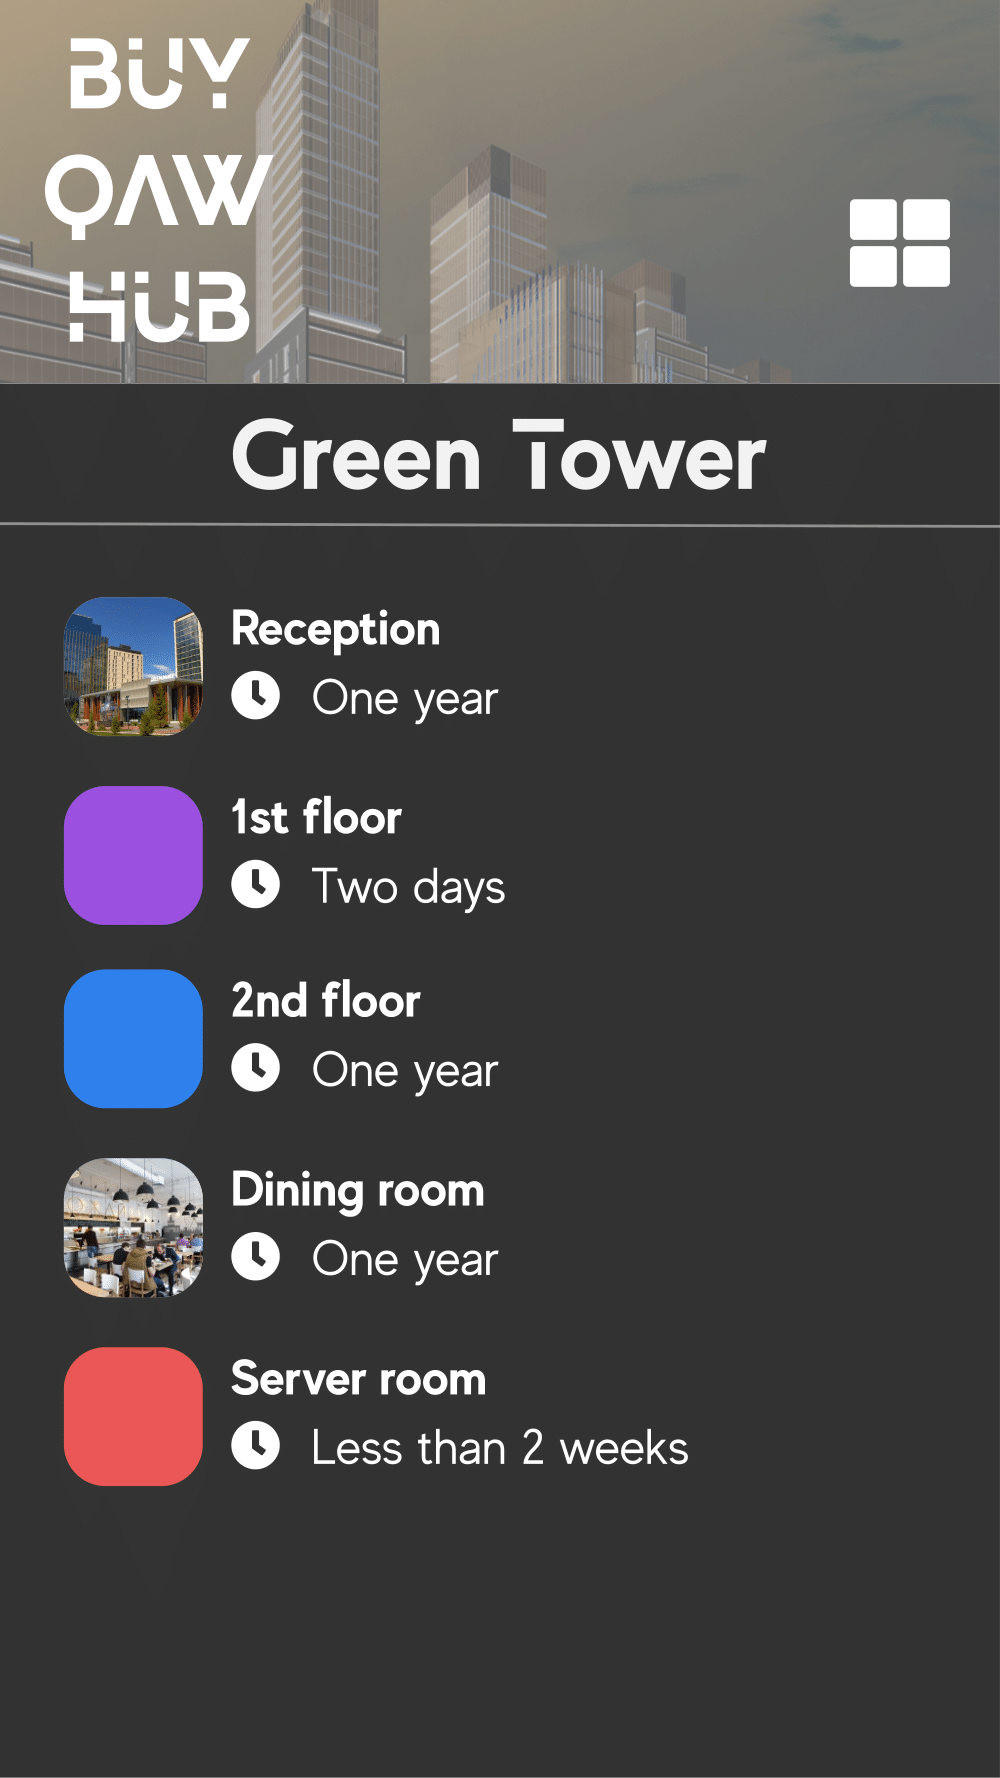 BUY
QAW
HUB
Green Tower
Reception
One year
1st floor
Two days
2nd floor
One year
Dining room
One year
Server room
Less than 2 weeks